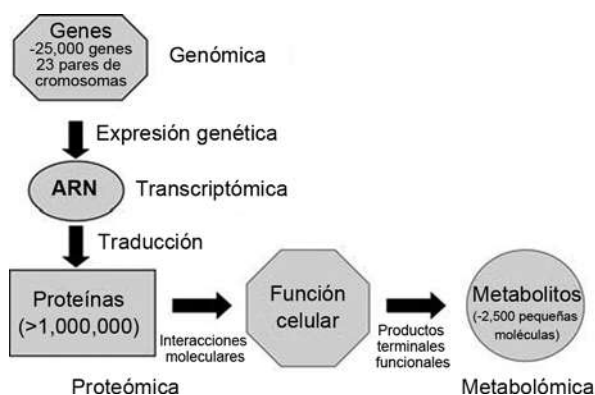 Genes
-25,000 genes
23 pares de
cromosomas
Genómica
Expresión genética
ARN
Transcriptómica
Traducción
Proteínas
(>1,000,000)
Interacciones
moleculares
Función
celular
Productos
terminales
funcionales
Metabolitos
(-2,500 pequeñas
moléculas)
Proteómica
Metabolómica